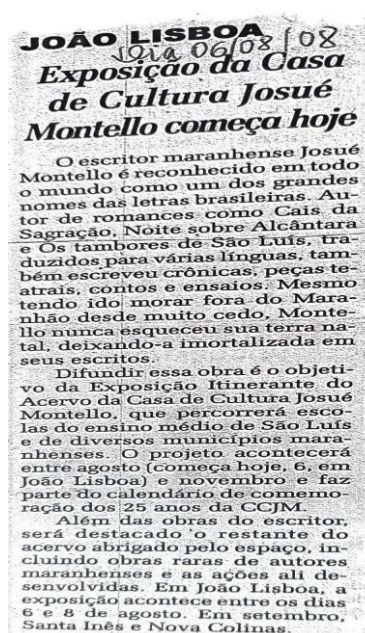 JOÃO LISBOA
dia 06/08/08
Exposição da Casa
de Cultura Josué
Montello começa hoje
O escritor maranhense Josué
Montello é reconhecido em todo
o mundo como um dos grandes
nomes das letras brasileiras. Au-
tor de romances como Cais da
Sagração, Noite sobre Alcântara
e Os tambores de São Luís, tra-
duzidos para várias línguas, tam-
bém escreveu crônicas, peças te-
atrais, contos e ensaios. Mesmo
tendo ido morar fora do Mara-
nhão desde muito cedo, Monte-
llo nunca esqueceu sua terra na-
tal, deixando-a imortalizada em
seus escritos.
Difundir essa obra é o objeti-
vo da Exposição Itinerante do
Acervo da Casa de Cultura Josué
Montello, que percorrerá esco-
las do ensino médio de São Luís
e de diversos municípios mara-
nhenses. O projeto acontecerá
entre agosto (começa hoje, 6, em
João Lisboa) e novembro e faz
parte do calendário de comemo-
ração dos 25 anos da CCJM.
Além das obras do escritor,
será destacado o restante do
acervo abrigado pelo espaço, in-
cluindo obras raras de autores
maranhenses e as ações ali de-
senvolvidas. Em João Lisboa, a
exposição acontece entre os dias
6 e 8 de agosto. Em setembro,
Santa Inês e Nova Colinas.